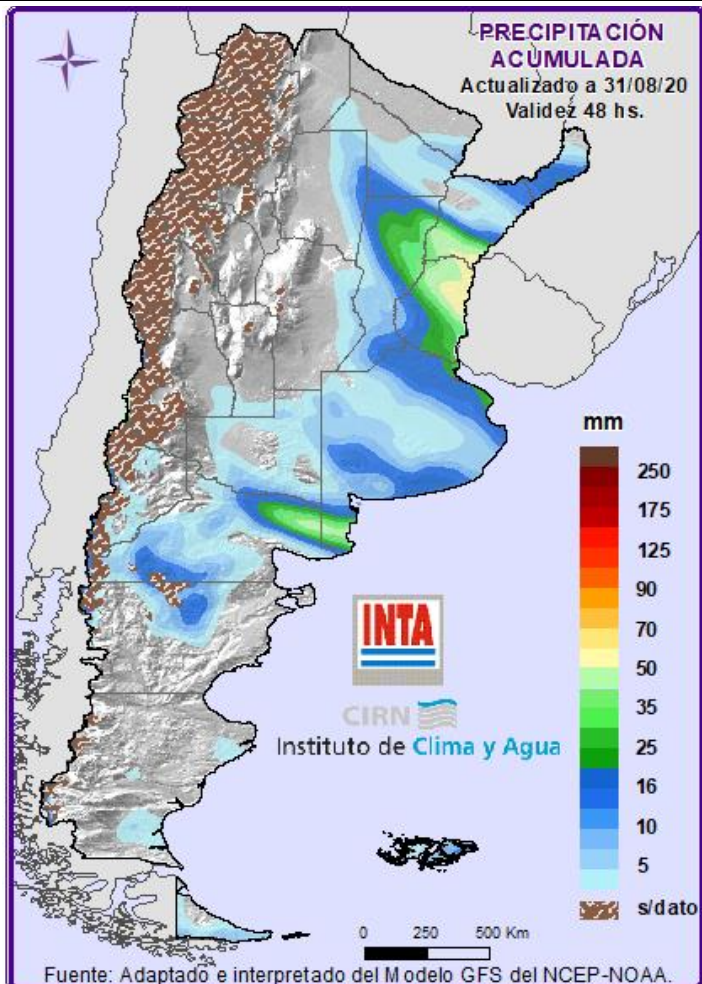 PRECIPITACIÓN
ACUMULADA
Actualizado a 31/08/20
Validez 48 hs.
mm
250
175
125
90
70
50
35
25
16
10
5
s/dato
INTA
CIRN
Instituto de Clima y Agua
0 250 500 Km
Fuente: Adaptado e interpretado del Modelo GFS del NCEP-NOAA.